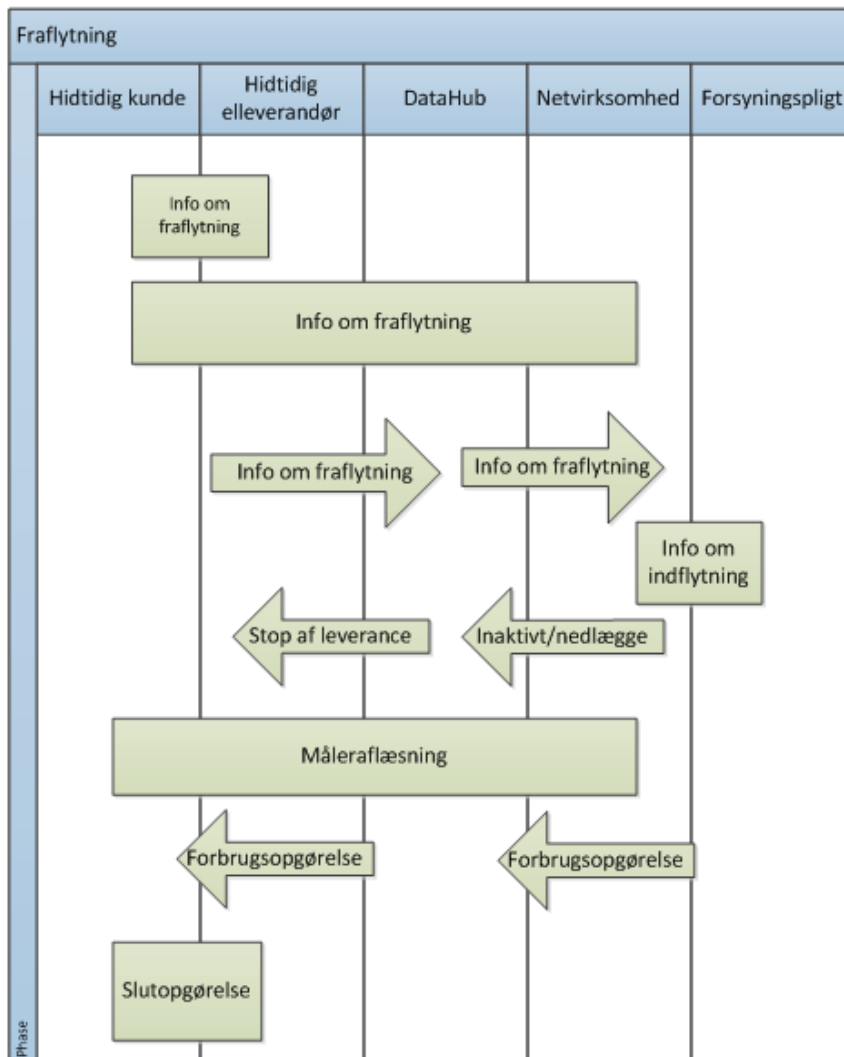 Fraflytning
Hidtidig kunde
Hidtidig
elleverandør
DataHub
Netvirksomhed
Forsyningspligt
Info om
fraflytning
Info om fraflytning
Info om fraflytning
Info om fraflytning
Info om
indflytning
Stop af leverance
Inaktivt/nedlægge
Måleraflæsning
Forbrugsopgørelse
Forbrugsopgørelse
Slutopgørelse
Phase